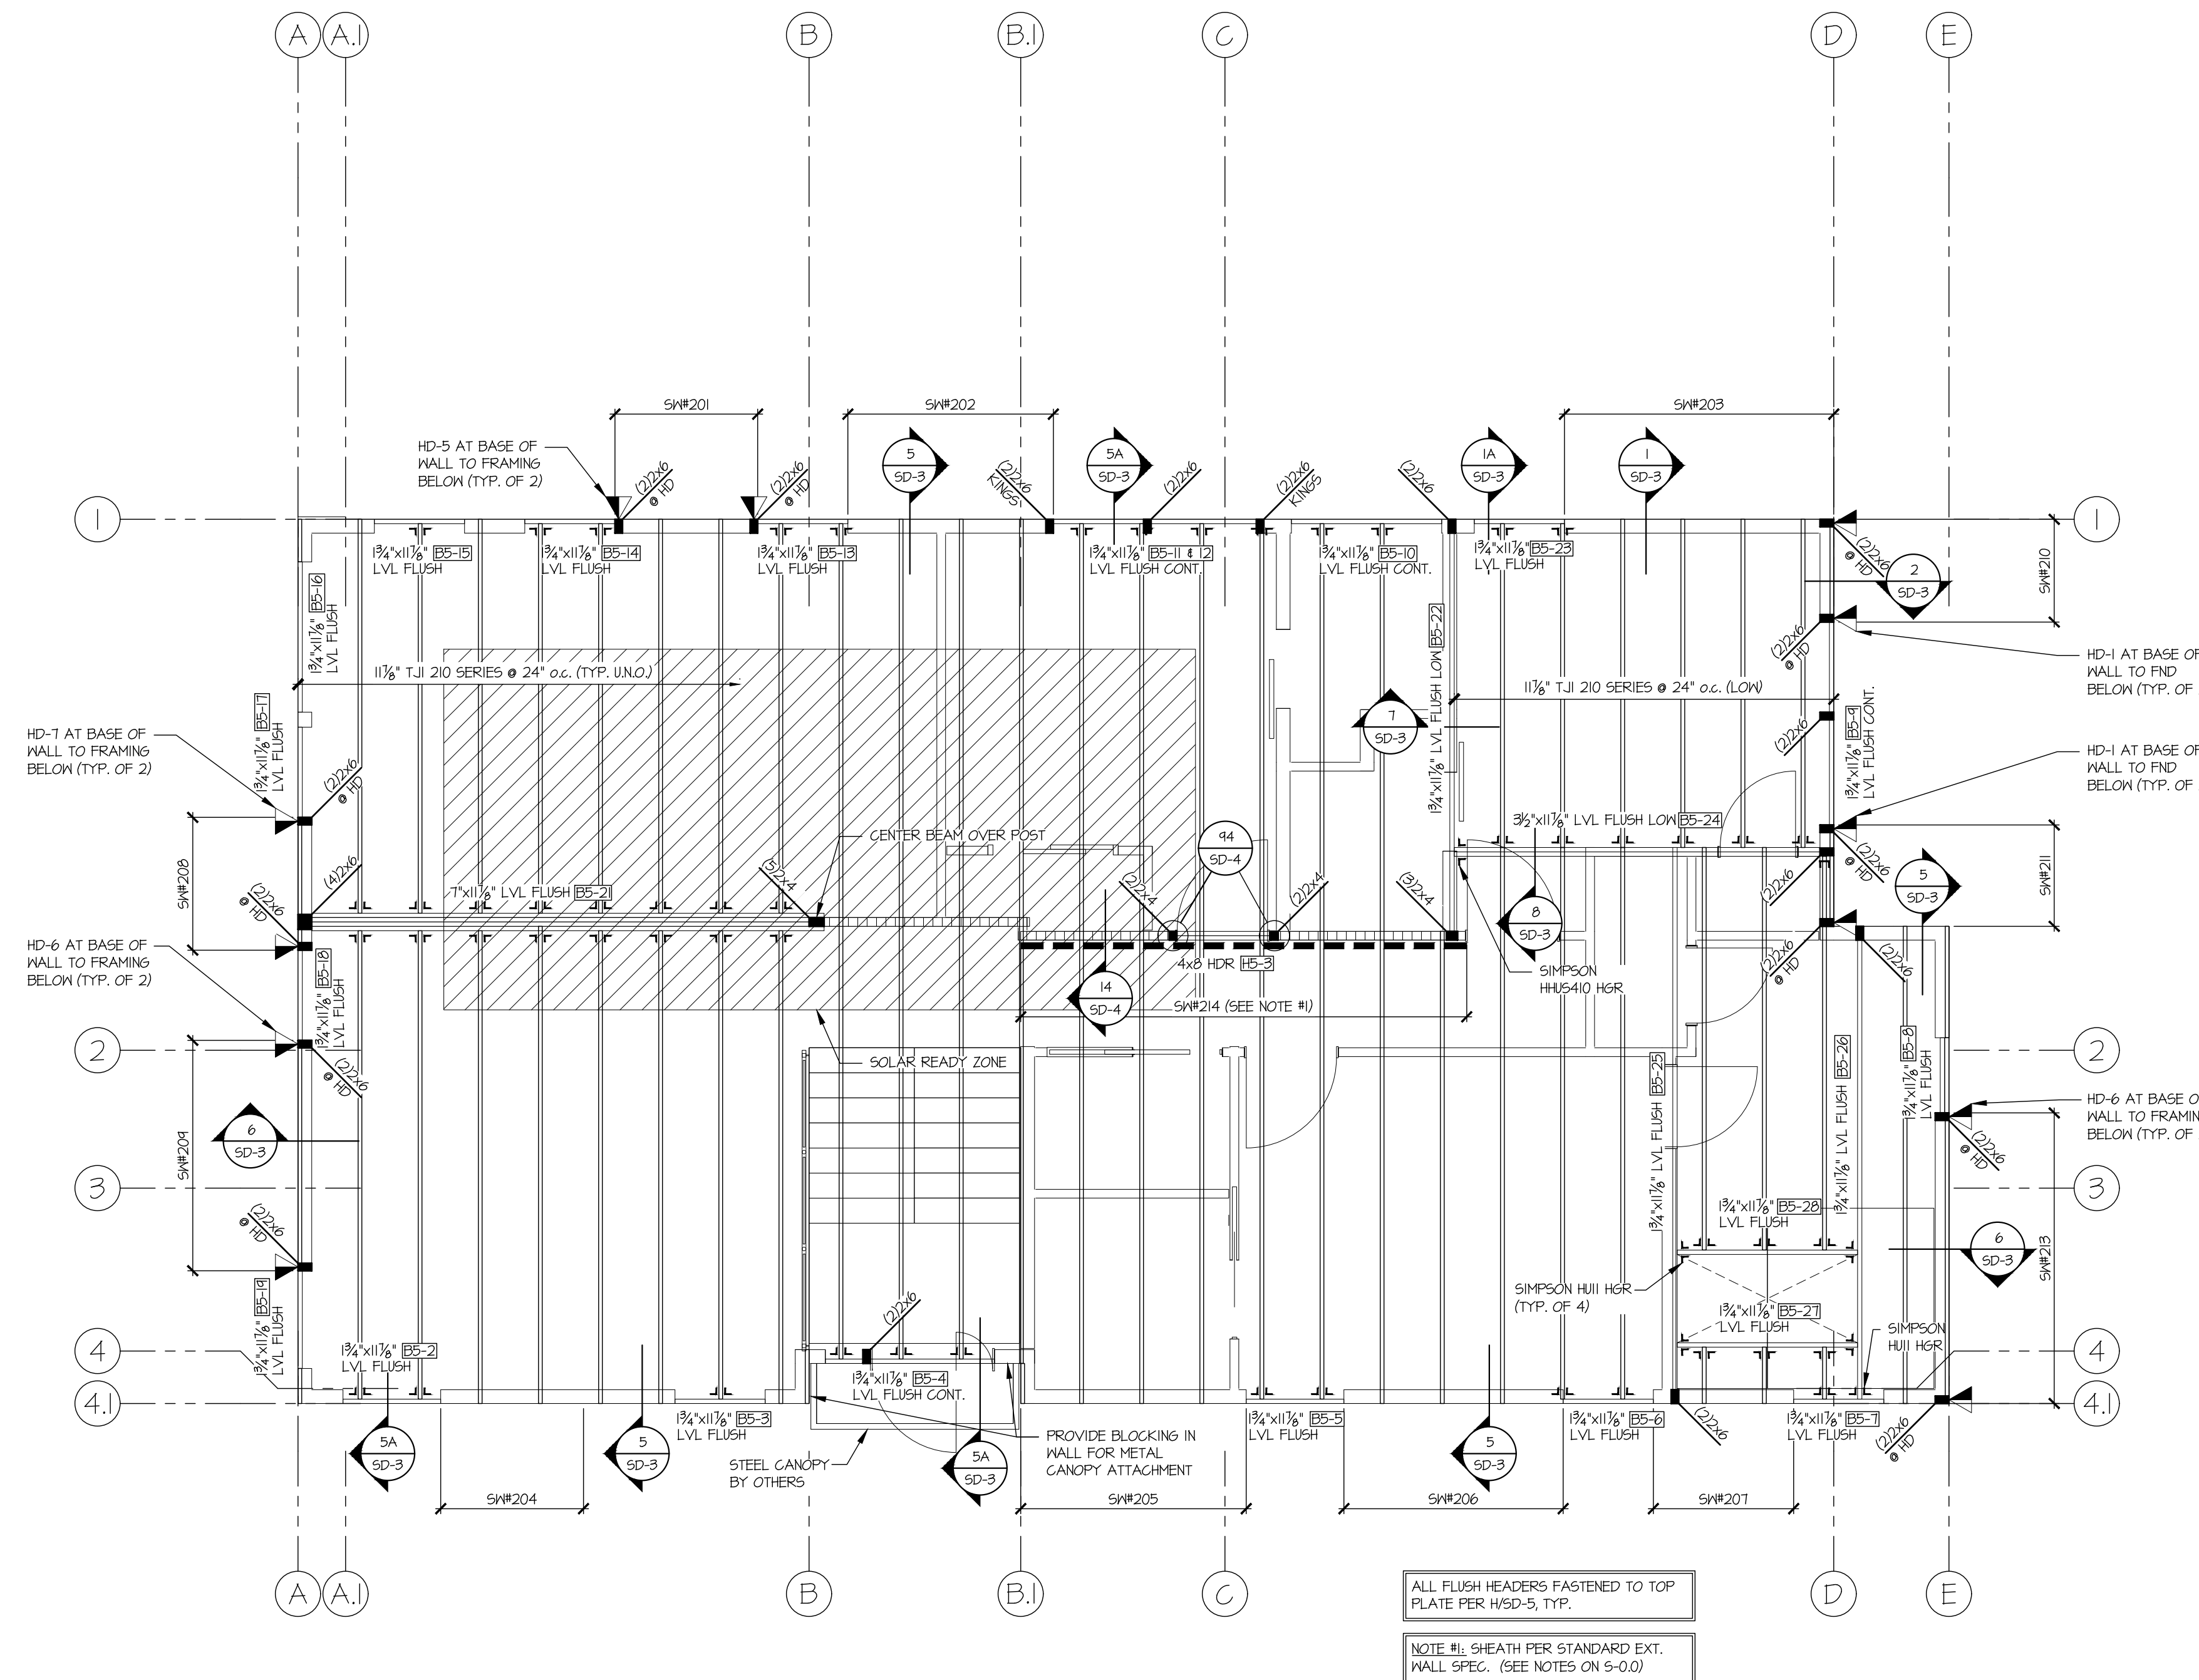 A
A.1
B
B.1
C
D
E
SW#201
SW#202
SW#203
HD-5 AT BASE OF
WALL TO FRAMING
BELOW (TYP. OF 2)
(2)2x6
@ HD
(2)2x6
@ HD
5
SD-3
(2)2x6
KINGS
5A
SD-3
(2)2x6
(2)2x6
KINGS
(2)2x6
1A
SD-3
1
SD-3
1
1
1¾"x11⅞" B5-15
LVL FLUSH
1¾"x11⅞" B5-14
LVL FLUSH
1¾"x11⅞" B5-13
LVL FLUSH
1¾"x11⅞" B5-11 & 12
LVL FLUSH CONT.
1¾"x11⅞" B5-10
LVL FLUSH CONT.
1¾"x11⅞" B5-23
LVL FLUSH
(2)2x6
@ HD
2
SD-3
SW#210
1¾"x11⅞" B5-16
LVL FLUSH
1¾"x11⅞" LVL FLUSH LOW B5-22
(2)2x6
@ HD
HD-1 AT BASE OF
WALL TO FND
BELOW (TYP. OF
11⅞" TJI 210 SERIES @ 24" o.c. (TYP. U.N.O.)
11⅞" TJI 210 SERIES @ 24" o.c. (LOW)
1¾"x11⅞" B5-17
LVL FLUSH
7
SD-3
(2)2x6
1¾"x11⅞" B5-9
LVL FLUSH CONT.
HD-7 AT BASE OF
WALL TO FRAMING
BELOW (TYP. OF 2)
(2)2x6
@ HD
HD-1 AT BASE OF
WALL TO FND
BELOW (TYP. OF
SW#208
CENTER BEAM OVER POST
94
SD-4
3½"x11⅞" LVL FLUSH LOW B5-24
(2)2x6
@ HD
SW#211
(4)2x6
(2)2x6
@ HD
7"x11⅞" LVL FLUSH B5-21
(5)2x4
(2)2x4
(2)2x4
(3)2x4
(2)2x6
5
SD-3
8
SD-3
HD-6 AT BASE OF
WALL TO FRAMING
BELOW (TYP. OF 2)
1¾"x11⅞" B5-18
LVL FLUSH
4x8 HDR H5-3
SIMPSON
HHUS410 HGR
(2)2x6
@ HD
(2)2x6
14
SD-4
SW#214 (SEE NOTE #1)
2
2
(2)2x6
@ HD
SOLAR READY ZONE
1¾"x11⅞" LVL FLUSH B5-25
1¾"x11⅞" LVL FLUSH B5-26
1¾"x11⅞" B5-8
LVL FLUSH
HD-6 AT BASE O
WALL TO FRAMIN
BELOW (TYP. OF
6
SD-3
SW#209
(2)2x6
@ HD
3
3
(2)2x6
@ HD
1¾"x11⅞" B5-28
LVL FLUSH
6
SD-3
SW#213
1¾"x11⅞" B5-19
LVL FLUSH
SIMPSON HU11 HGR
(TYP. OF 4)
(2)2x6
1¾"x11⅞" B5-27
LVL FLUSH
SIMPSON
HU11 HGR
4
4
1¾"x11⅞" B5-2
LVL FLUSH
1¾"x11⅞" B5-4
LVL FLUSH CONT.
4.1
4.1
1¾"x11⅞" B5-3
LVL FLUSH
1¾"x11⅞" B5-5
LVL FLUSH
1¾"x11⅞" B5-6
LVL FLUSH
(2)2x6
1¾"x11⅞" B5-7
LVL FLUSH
(2)2x6
@ HD
5A
SD-3
5
SD-3
STEEL CANOPY
BY OTHERS
5A
SD-3
PROVIDE BLOCKING IN
WALL FOR METAL
CANOPY ATTACHMENT
5
SD-3
SW#204
SW#205
SW#206
SW#207
A
A.1
B
B.1
C
D
E
ALL FLUSH HEADERS FASTENED TO TOP
PLATE PER H/SD-5, TYP.
NOTE #1: SHEATH PER STANDARD EXT.
WALL SPEC. (SEE NOTES ON S-0.0)